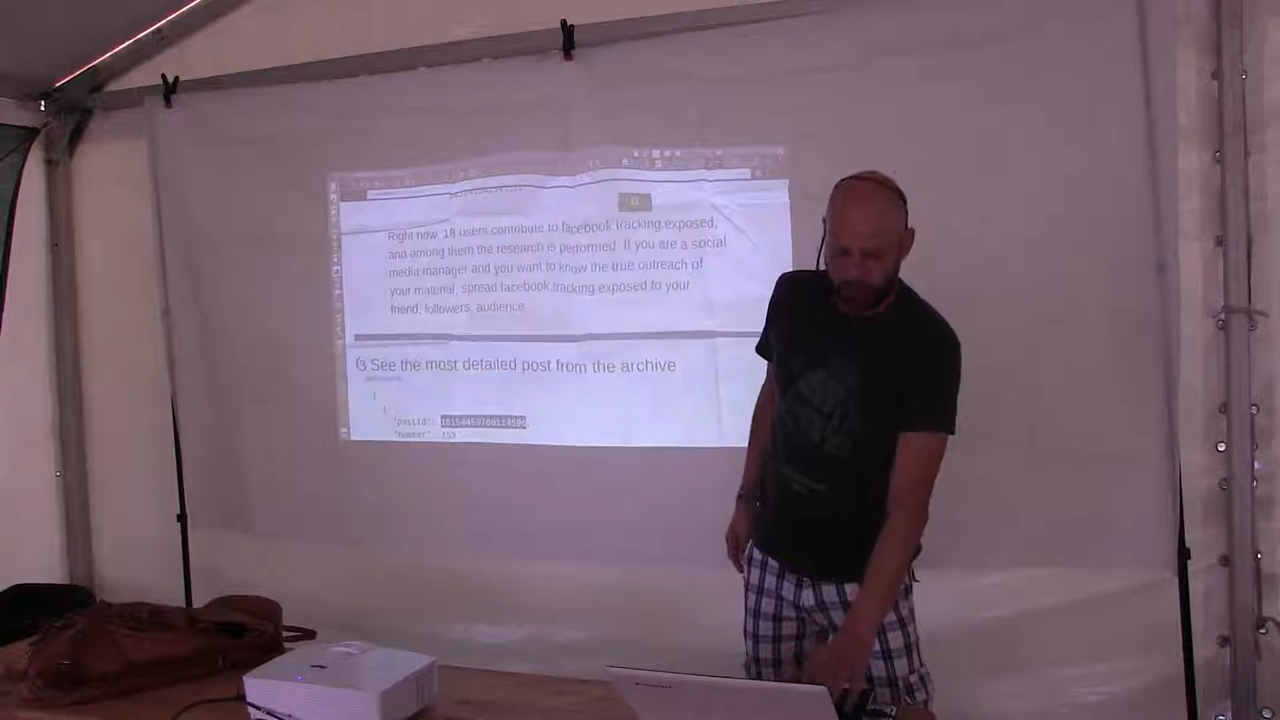 Right now, 18 users contribute to facebook.tracking.exposed,
and among them the research is performed. If you are a social
media manager and you want to know the true outreach of
your material, spread facebook.tracking.exposed to your
friend, followers, audience.
See the most detailed post from the archive
[
{
"postId":
"number": 153